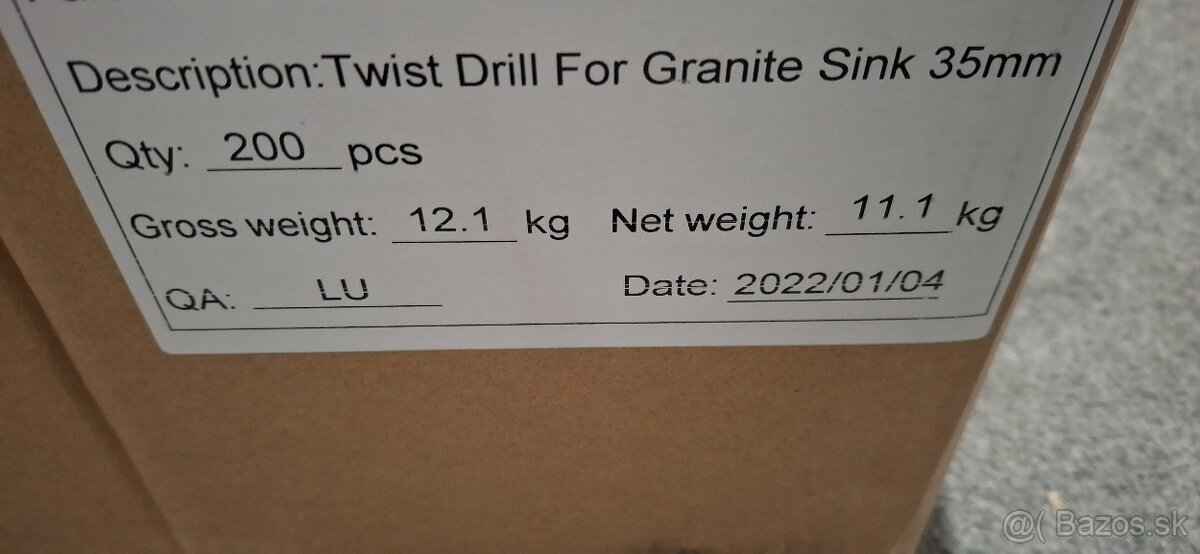 Description:Twist Drill For Granite Sink 35mm
Qty: 200 pcs
Gross weight: 12.1 kg Net weight: 11.1 kg
QA: LU Date: 2022/01/04
@( Bazos.sk